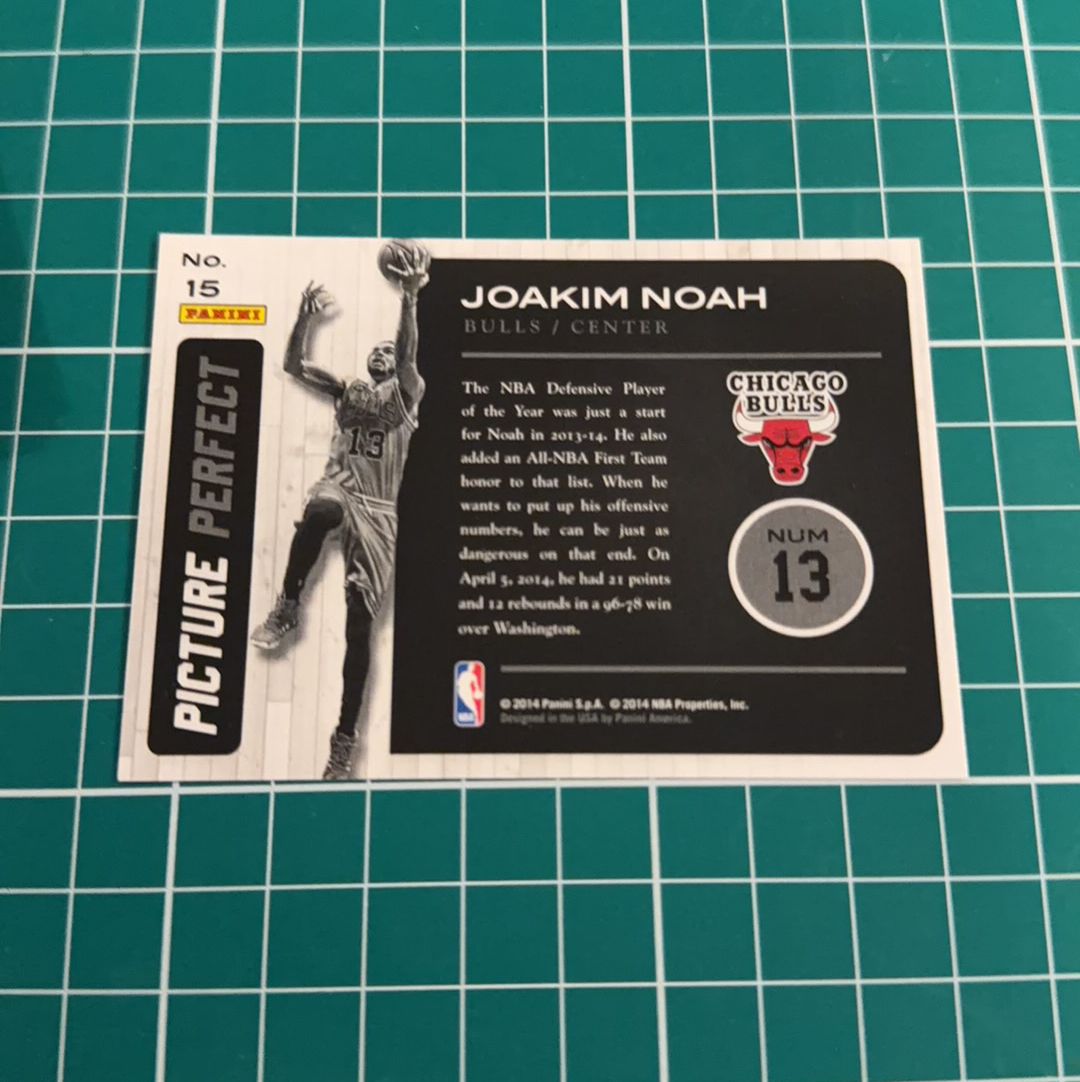 No.
15
PANINI
PICTURE PERFECT
13
JOAKIM NOAH
BULLS / CENTER
The NBA Defensive Player
of the Year was just a start
for Noah in 2013-14. He also
added an All-NBA First Team
honor to that list. When he
wants to put up his offensive
numbers, he can be just as
dangerous on that end. On
April 5, 2014, he had 21 points
and 12 rebounds in a 96-78 win
over Washington.
CHICAGO
BULLS
NUM
13
© 2014 Panini S.p.A. © 2014 NBA Properties, Inc.
Designed in the USA by Panini America.